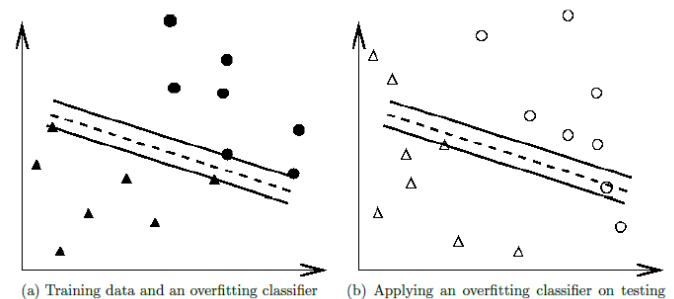 (a) Training data and an overfitting classifier
(b) Applying an overfitting classifier on testing